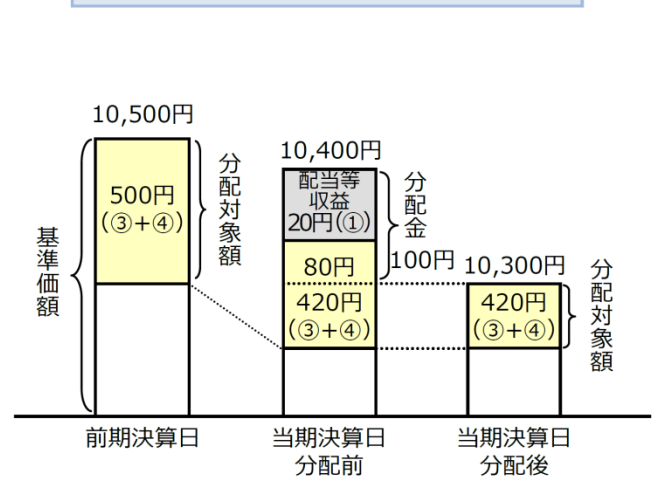 10,500円
500円
(③+④)
分配対象額
基準価額
10,400円
配当等
収益
20円(①)
分配金
80円
100円
420円
(③+④)
10,300円
420円
(③+④)
分配対象額
前期決算日
当期決算日
分配前
当期決算日
分配後